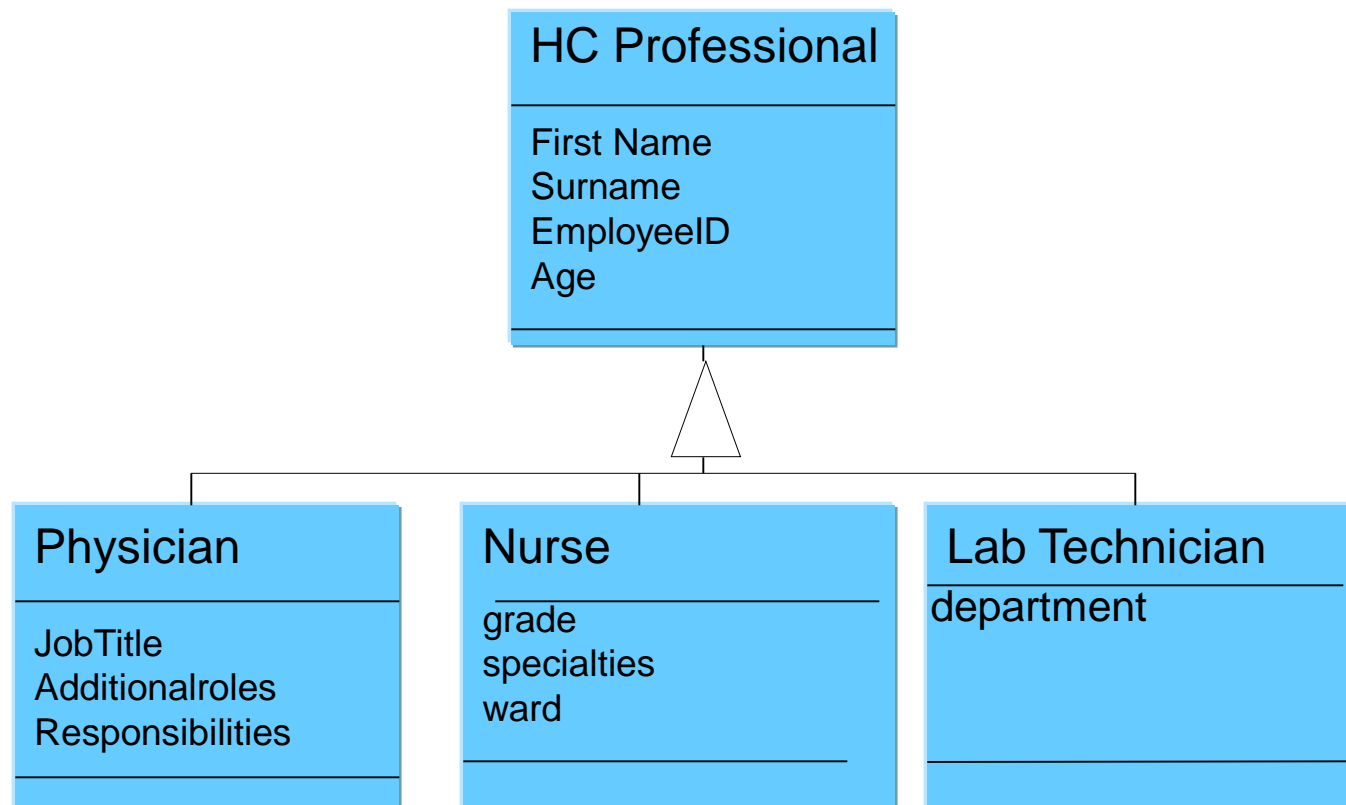 HC Professional
First Name
Surname
EmployeeID
Age
Physician
JobTitle
Additionalroles
Responsibilities
Nurse
grade
specialties
ward
Lab Technician
department